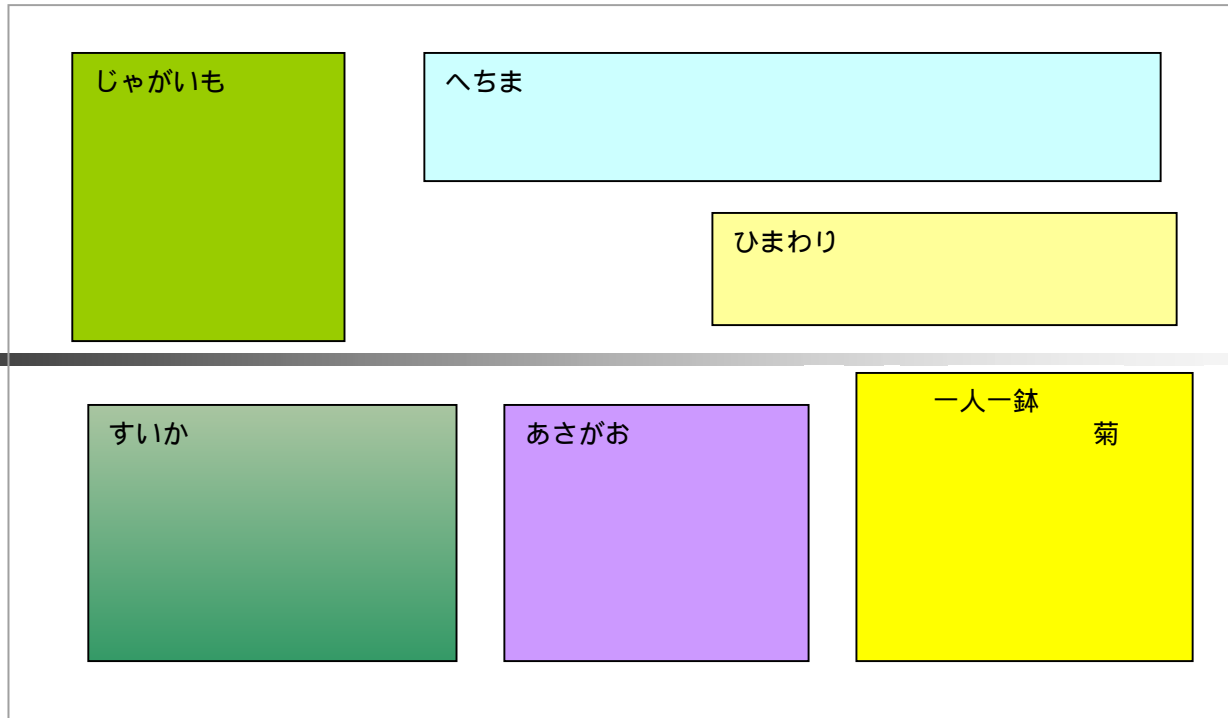 じゃがいも
へちま
ひまわり
すいか
あさがお
一人一鉢
菊